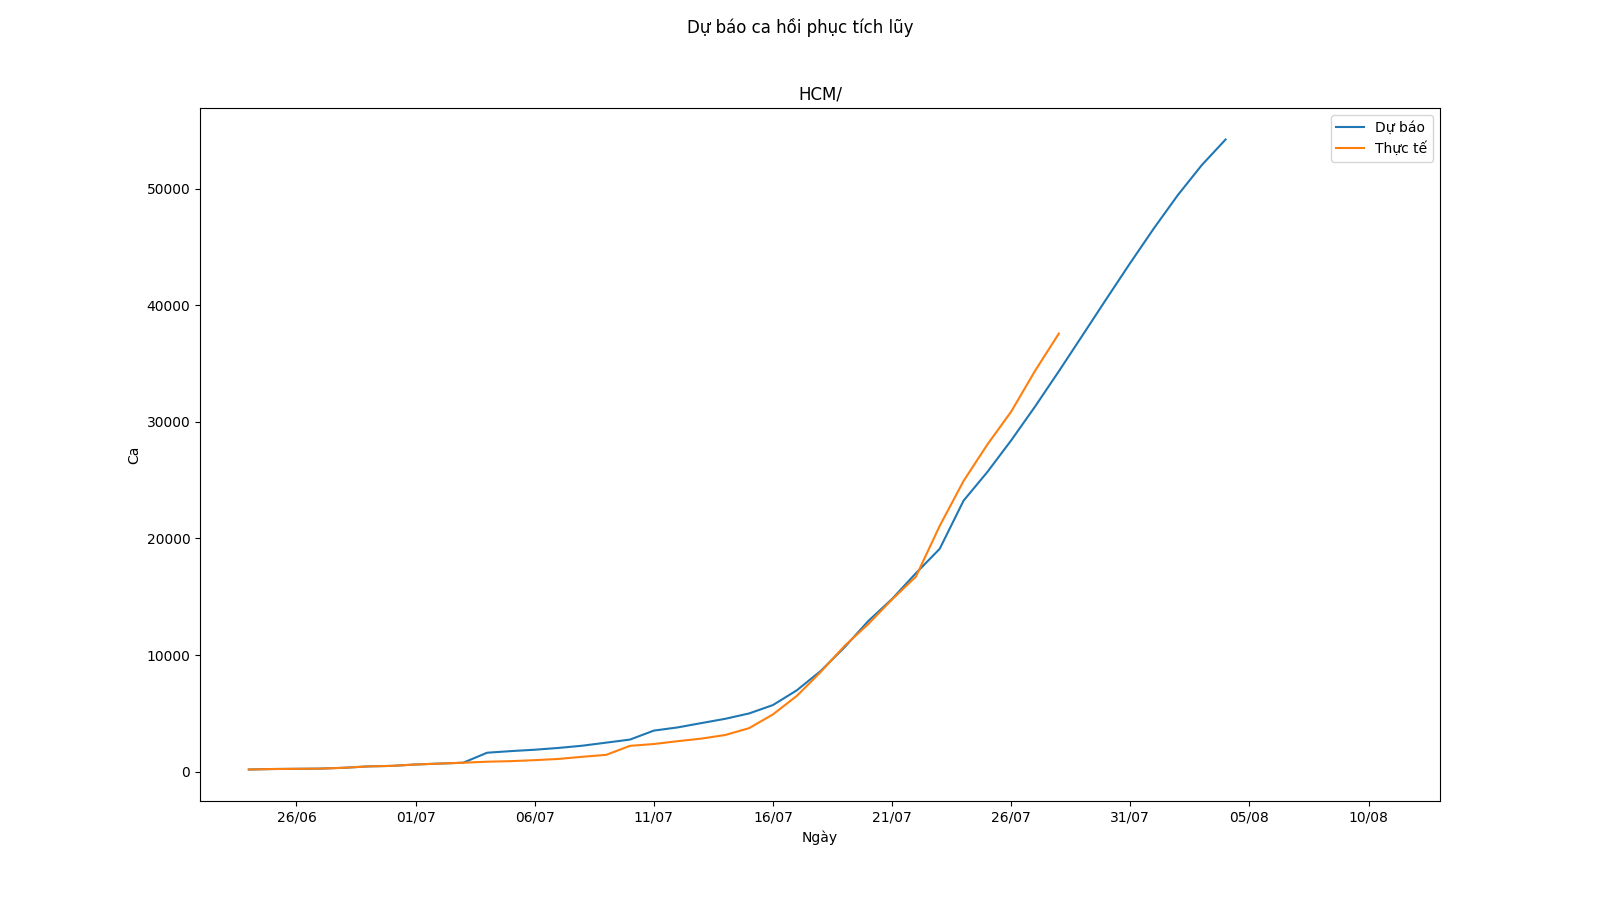 Dự báo ca hồi phục tích lũy
HCM/
Dự báo
Thực tế
50000
40000
30000
20000
10000
0
Ca
26/06
01/07
06/07
11/07
16/07
21/07
26/07
31/07
05/08
10/08
Ngày